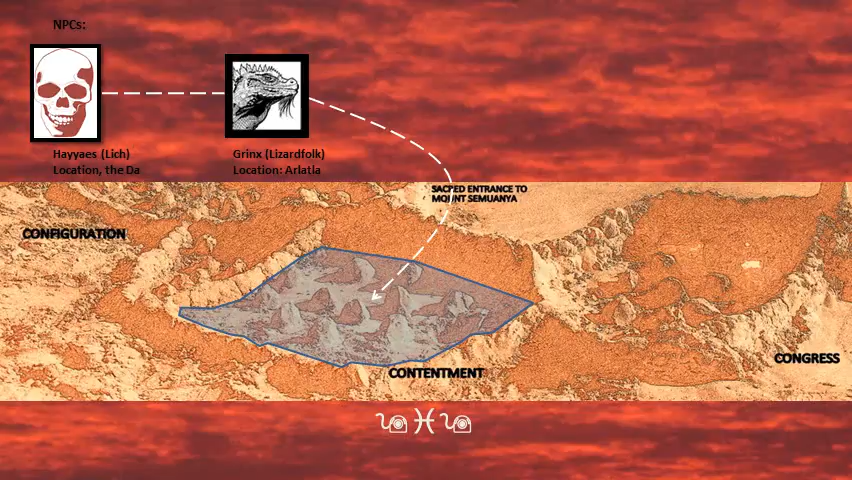 NPCs:
Hayyaes (Lich)
Location, the Da
Grinx (Lizardfolk)
Location: Arlatla
SACRED ENTRANCE TO
MOUNT SEMUANYA
CONFIGURATION
CONTENTMENT
CONGRESS